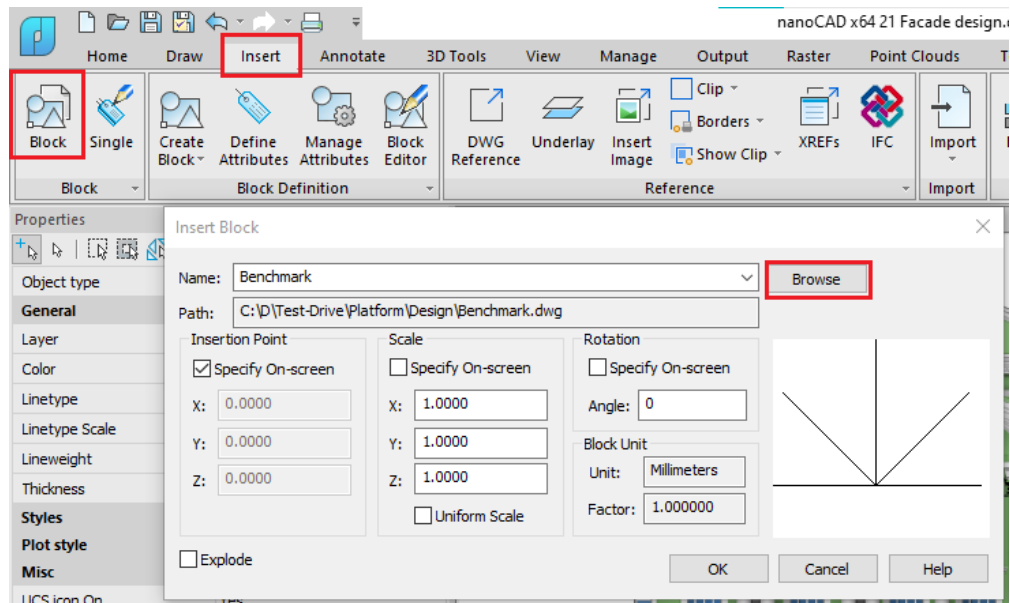 nanoCAD x64 21 Facade design.
Home Draw Insert Annotate 3D Tools View Manage Output Raster Point Clouds
Block Single Create Block Define Attributes Manage Attributes Block Editor DWG Reference Underlay Insert Image Clip Borders Show Clip XREFs IFC Import
Block Block Definition Reference Import
Properties
Insert Block
Name: Benchmark Browse
Object type
Path: C:\D\Test-Drive\Platform\Design\Benchmark.dwg
General
Insertion Point Scale Rotation
Layer
Specify On-screen Specify On-screen Specify On-screen
Color
X: 0.0000 X: 1.0000 Angle: 0
Linetype
Linetype Scale
Y: 0.0000 Y: 1.0000 Block Unit
Lineweight
Z: 0.0000 Z: 1.0000 Unit: Millimeters
Thickness
Uniform Scale Factor: 1.000000
Styles
Plot style
Explode
Misc
OK Cancel Help
UCS icon On Yes